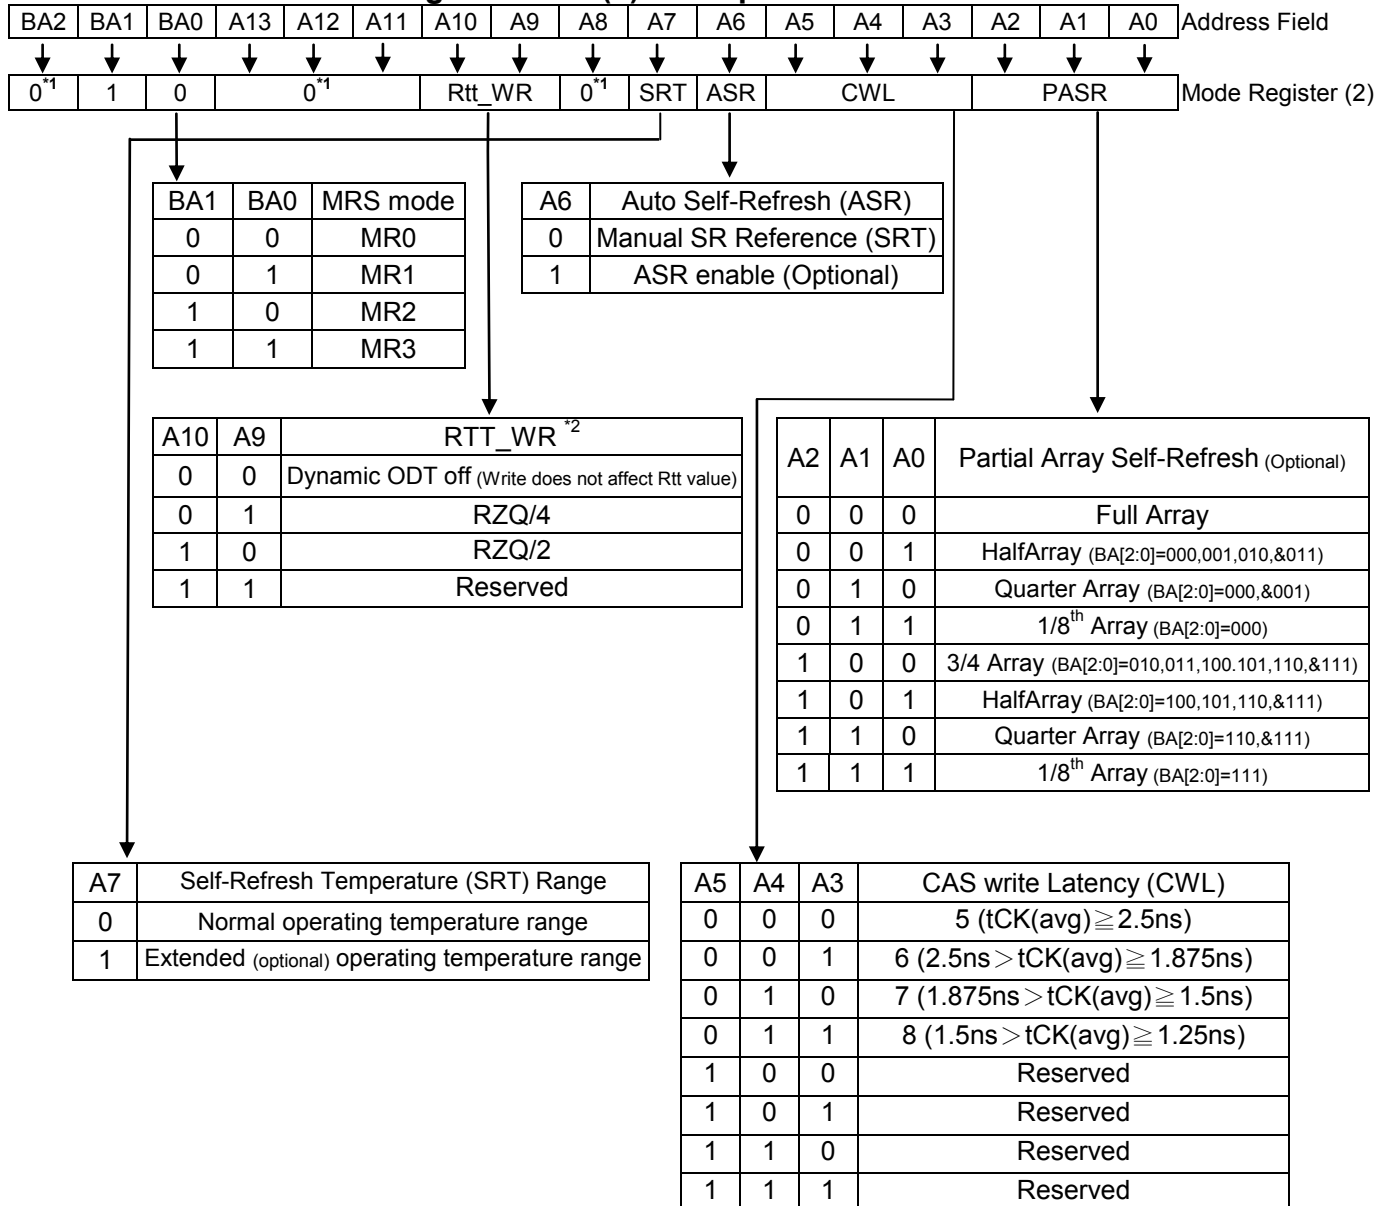 BA2 BA1 BA0 A13 A12 A11 A10 A9 A8 A7 A6 A5 A4 A3 A2 A1 A0 Address Field
0*1 1 0 0*1 Rtt_WR 0*1 SRT ASR CWL PASR Mode Register (2)
BA1 BA0 MRS mode
0 0 MR0
0 1 MR1
1 0 MR2
1 1 MR3
A6 Auto Self-Refresh (ASR)
0 Manual SR Reference (SRT)
1 ASR enable (Optional)
A10 A9 RTT_WR *2
0 0 Dynamic ODT off (Write does not affect Rtt value)
0 1 RZQ/4
1 0 RZQ/2
1 1 Reserved
A2 A1 A0 Partial Array Self-Refresh (Optional)
0 0 0 Full Array
0 0 1 HalfArray (BA[2:0]=000,001,010,&011)
0 1 0 Quarter Array (BA[2:0]=000,&001)
0 1 1 1/8th Array (BA[2:0]=000)
1 0 0 3/4 Array (BA[2:0]=010,011,100.101,110,&111)
1 0 1 HalfArray (BA[2:0]=100,101,110,&111)
1 1 0 Quarter Array (BA[2:0]=110,&111)
1 1 1 1/8th Array (BA[2:0]=111)
A7 Self-Refresh Temperature (SRT) Range
0 Normal operating temperature range
1 Extended (optional) operating temperature range
A5 A4 A3 CAS write Latency (CWL)
0 0 0 5 (tCK(avg)≧2.5ns)
0 0 1 6 (2.5ns>tCK(avg)≧1.875ns)
0 1 0 7 (1.875ns>tCK(avg)≧1.5ns)
0 1 1 8 (1.5ns>tCK(avg)≧1.25ns)
1 0 0 Reserved
1 0 1 Reserved
1 1 0 Reserved
1 1 1 Reserved